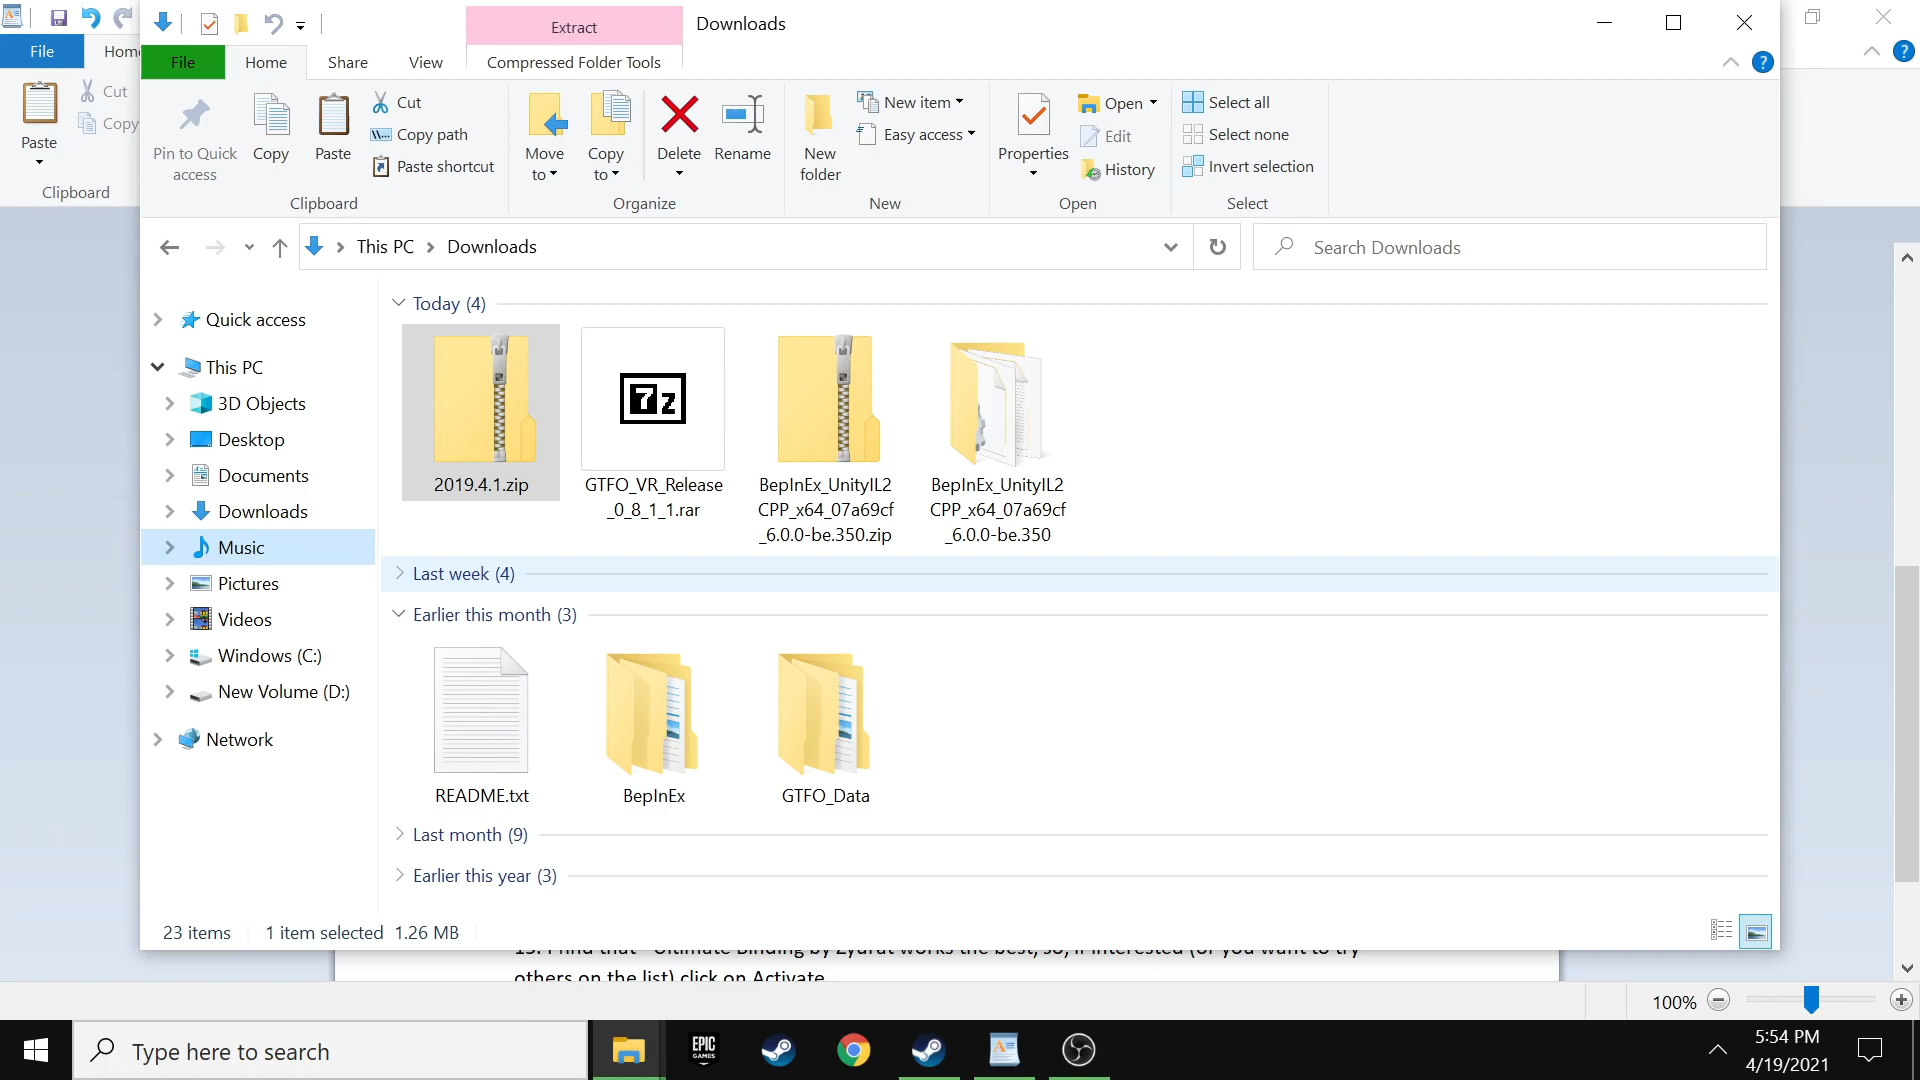 Extract
Downloads
File
Home
File
Home
Share
View
Compressed Folder Tools
Paste
Cut
Copy
Clipboard
Pin to Quick access
Copy
Paste
Cut
Copy path
Paste shortcut
Clipboard
Move to
Copy to
Delete
Rename
Organize
New folder
New item
Easy access
New
Properties
Open
Edit
History
Open
Select all
Select none
Invert selection
Select
This PC
Downloads
Search Downloads
Quick access
This PC
3D Objects
Desktop
Documents
Downloads
Music
Pictures
Videos
Windows (C:)
New Volume (D:)
Network
Today (4)
2019.4.1.zip
GTFO_VR_Release
_0_8_1_1.rar
BepInEx_UnityIL2
CPP_x64_07a69cf
_6.0.0-be.350.zip
BepInEx_UnityIL2
CPP_x64_07a69cf
_6.0.0-be.350
Last week (4)
Earlier this month (3)
README.txt
BepInEx
GTFO_Data
Last month (9)
Earlier this year (3)
23 items
1 item selected 1.26 MB
others on the list) click on Activate
100%
Type here to search
EPIC
GAMES
5:54 PM
4/19/2021